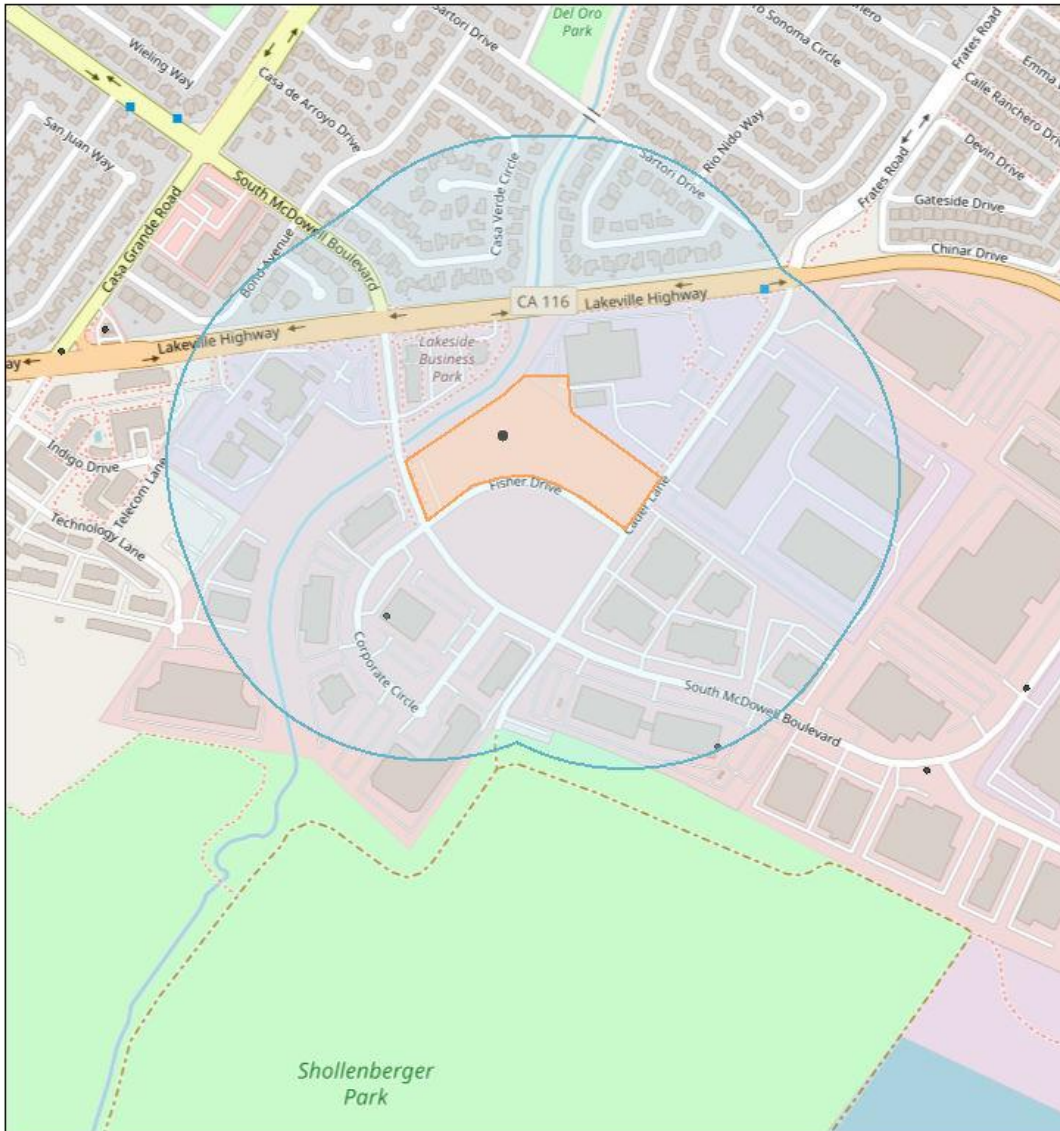 Del Oro
Park
Sartori Drive
Sonoma Circle
Frates Road
Emma
Calle Ranchero Drive
Devin Drive
Wieling Way
Casa de Arroyo Drive
San Juan Way
Casa Verde Circle
Sartori Drive
Rio Nido Way
Frates Road
Gateside Drive
Chinar Drive
South McDowell Boulevard
Casa Grande Road
Bond Avenue
CA 116
Lakeville Highway
Lakeville Highway
ay
Lakeside
Business
Park
Indigo Drive
Telecom Lane
Technology Lane
Fisher Drive
Cader Lane
Corporate Circle
South McDowell Boulevard
Shollenberger
Park